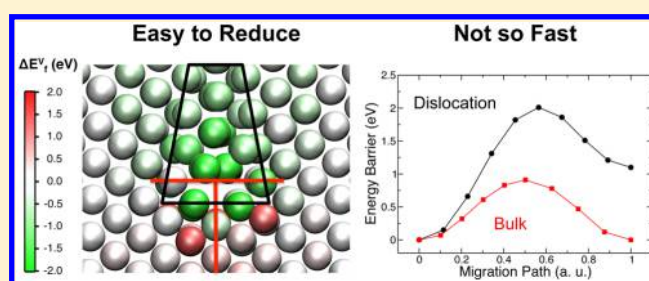 Easy to Reduce
Not so Fast
ΔEᵛf (eV)
2.0
1.5
1.0
0.5
0.0
-0.5
-1.0
-1.5
-2.0
Energy Barrier (eV)
2.5
2
1.5
1
0.5
0
Dislocation
Bulk
0 0.2 0.4 0.6 0.8 1
Migration Path (a. u.)